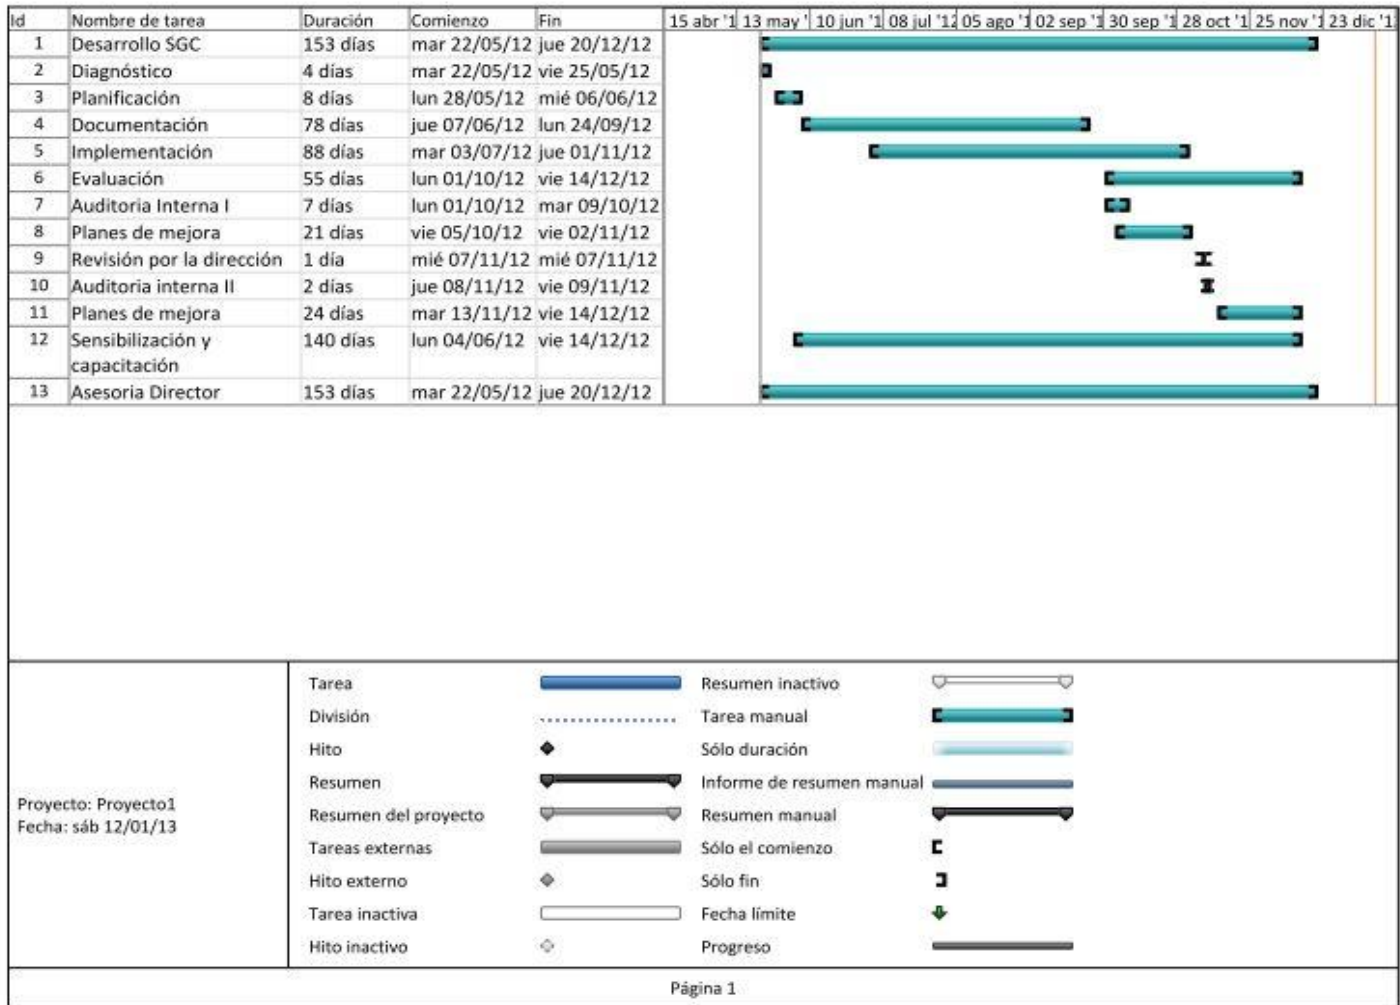 Id Nombre de tarea Duración Comienzo Fin 15 abr '1 13 may ' 10 jun '1 08 jul '12 05 ago '1 02 sep '1 30 sep '1 28 oct '1 25 nov '1 23 dic '1
1 Desarrollo SGC 153 días mar 22/05/12 jue 20/12/12
2 Diagnóstico 4 días mar 22/05/12 vie 25/05/12
3 Planificación 8 días lun 28/05/12 mié 06/06/12
4 Documentación 78 días jue 07/06/12 lun 24/09/12
5 Implementación 88 días mar 03/07/12 jue 01/11/12
6 Evaluación 55 días lun 01/10/12 vie 14/12/12
7 Auditoria Interna I 7 días lun 01/10/12 mar 09/10/12
8 Planes de mejora 21 días vie 05/10/12 vie 02/11/12
9 Revisión por la dirección 1 día mié 07/11/12 mié 07/11/12
10 Auditoria interna II 2 días jue 08/11/12 vie 09/11/12
11 Planes de mejora 24 días mar 13/11/12 vie 14/12/12
12 Sensibilización y 140 días lun 04/06/12 vie 14/12/12
capacitación
13 Asesoria Director 153 días mar 22/05/12 jue 20/12/12
Proyecto: Proyecto1
Fecha: sáb 12/01/13
Tarea
División
Hito
Resumen
Resumen del proyecto
Tareas externas
Hito externo
Tarea inactiva
Hito inactivo
Resumen inactivo
Tarea manual
Sólo duración
Informe de resumen manual
Resumen manual
Sólo el comienzo
Sólo fin
Fecha límite
Progreso
Página 1